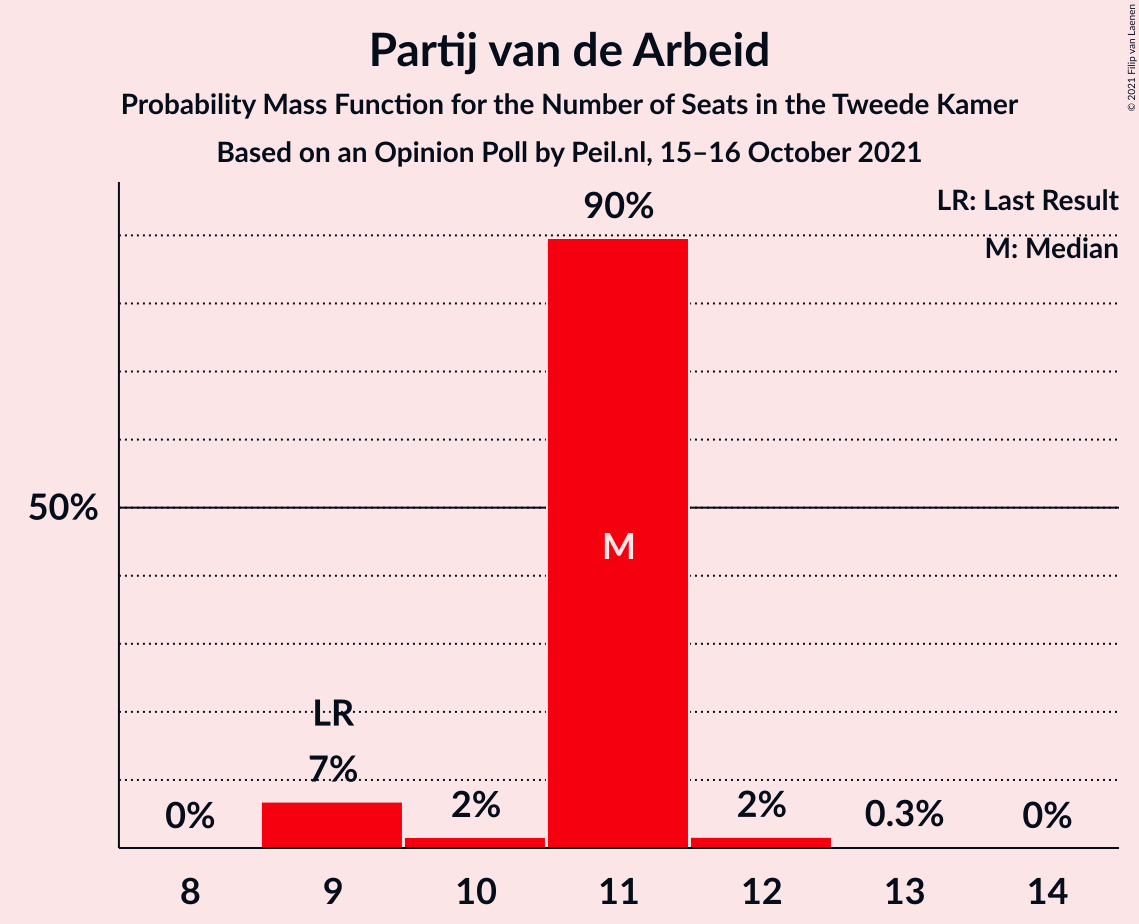 Partij van de Arbeid
Probability Mass Function for the Number of Seats in the Tweede Kamer
Based on an Opinion Poll by Peil.nl, 15–16 October 2021
© 2021 Filip van Laenen
LR: Last Result
M: Median
90%
50%
M
LR
7%
0%
2%
2%
0.3%
0%
8 9 10 11 12 13 14